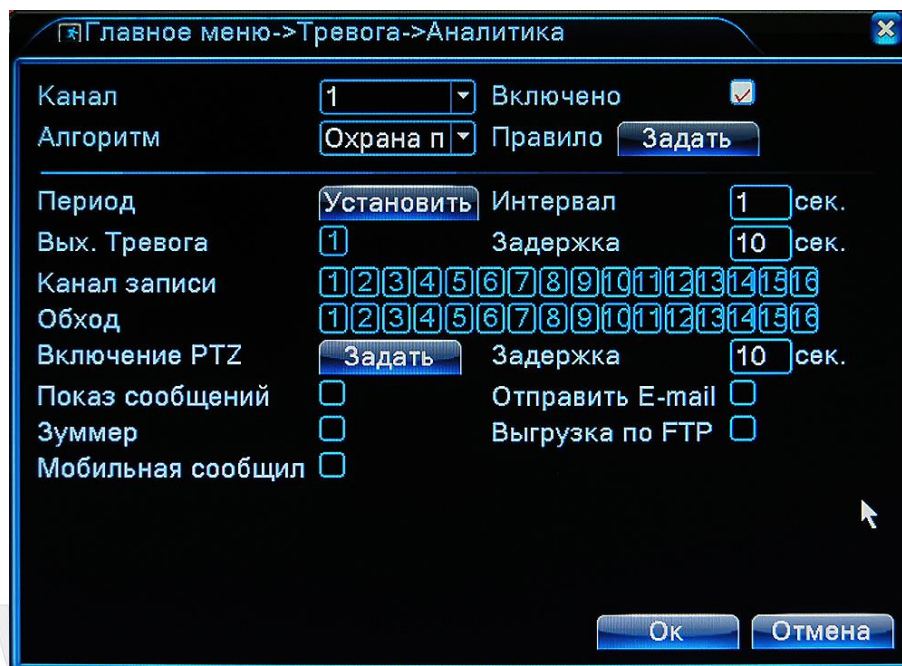 Главное меню->Тревога->Аналитика
Канал 1 Включено
Алгоритм Охрана п Правило Задать
Период Установить Интервал 1 сек.
Вых. Тревога 1 Задержка 10 сек.
Канал записи 1 2 3 4 5 6 7 8 9 10 11 12 13 14 15 16
Обход 1 2 3 4 5 6 7 8 9 10 11 12 13 14 15 16
Включение PTZ Задать Задержка 10 сек.
Показ сообщений Отправить E-mail
Зуммер Выгрузка по FTP
Мобильная сообщил
Ок Отмена